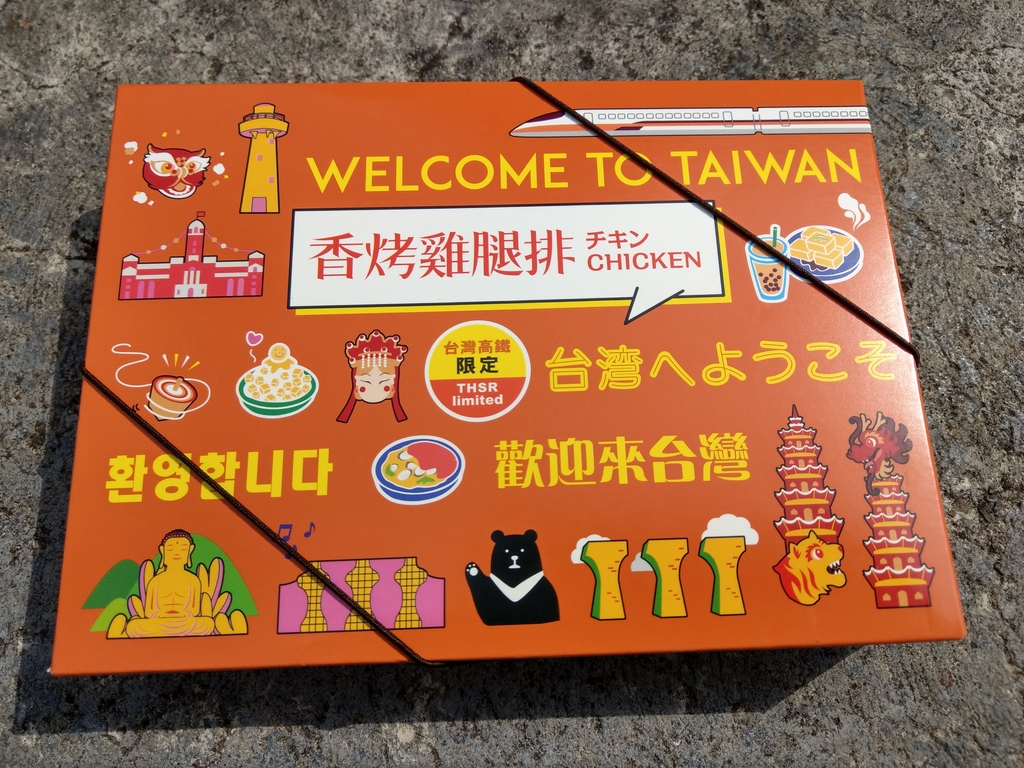 WELCOME TO TAIWAN
香烤雞腿排
チキン
CHICKEN
台灣高鐵
限定
THSR
limited
台湾へようこそ
환영합니다
歡迎來台灣